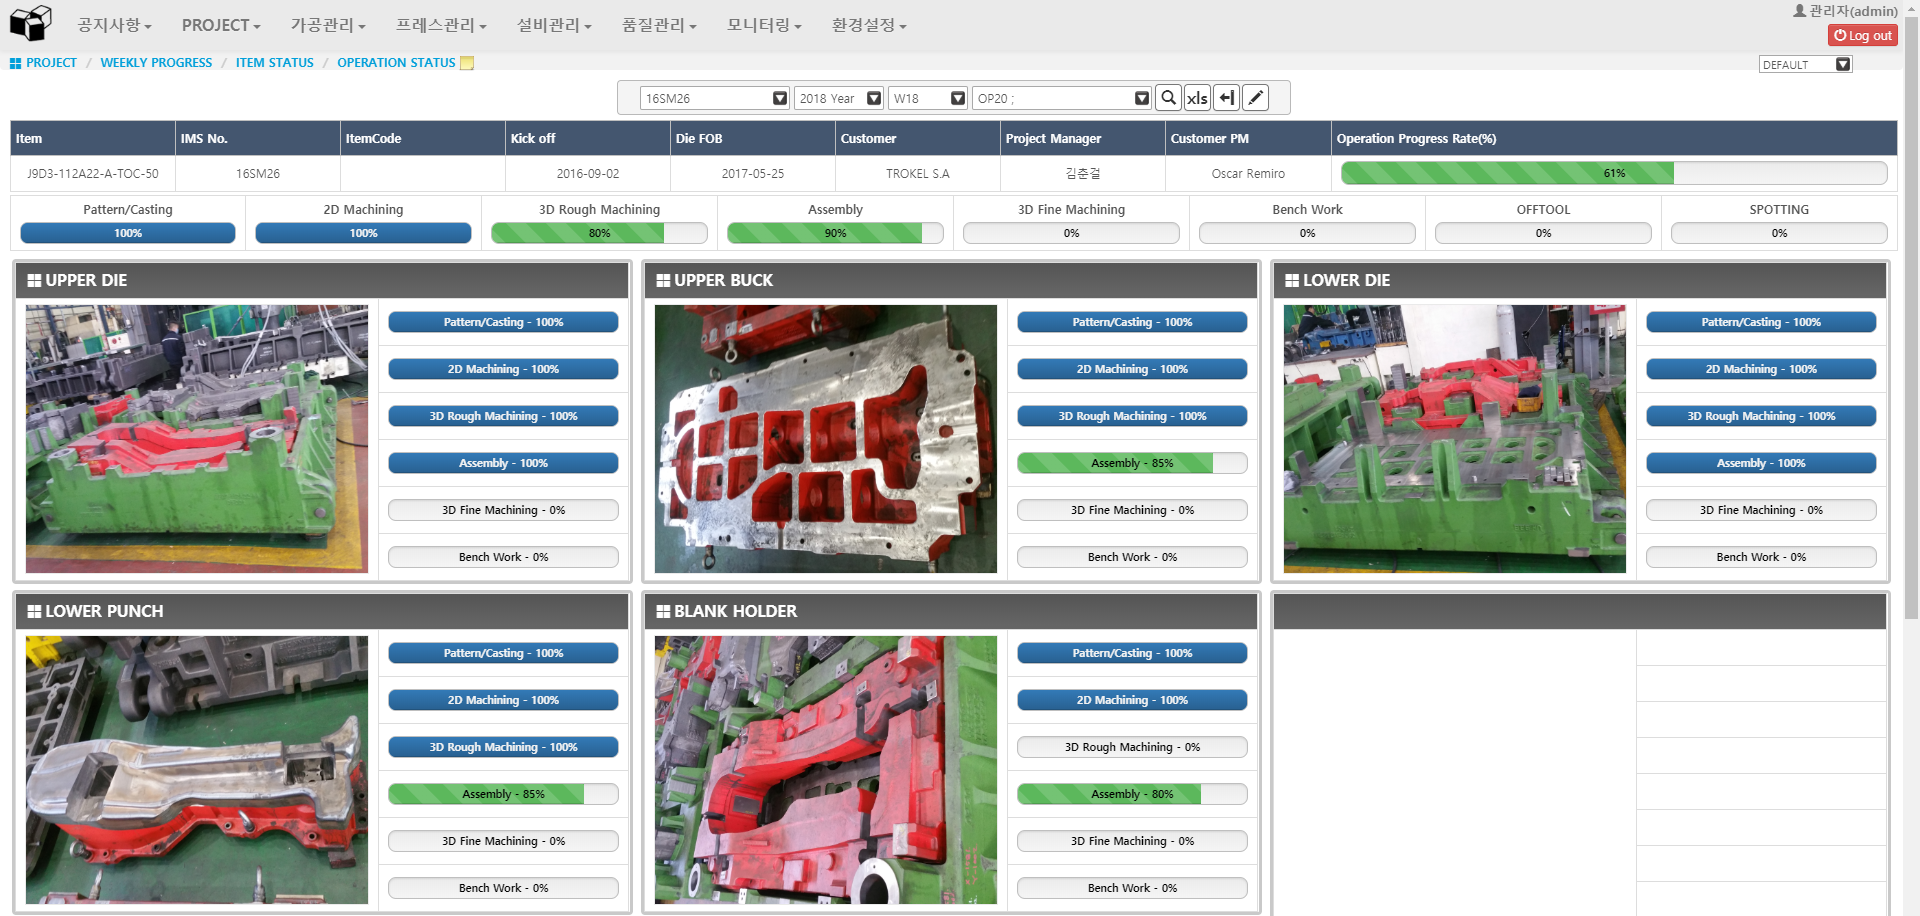 공지사항 PROJECT 가공관리 프레스관리 설비관리 품질관리 모니터링 환경설정
관리자(admin)
Log out
PROJECT / WEEKLY PROGRESS / ITEM STATUS / OPERATION STATUS
DEFAULT
16SM26 2018 Year W18 OP20 ; xls
Item IMS No. ItemCode Kick off Die FOB Customer Project Manager Customer PM Operation Progress Rate(%)
J9D3-112A22-A-TOC-50 16SM26 2016-09-02 2017-05-25 TROKEL S.A 김춘걸 Oscar Remiro 61%
Pattern/Casting 2D Machining 3D Rough Machining Assembly 3D Fine Machining Bench Work OFFTOOL SPOTTING
100% 100% 80% 90% 0% 0% 0% 0%
UPPER DIE
Pattern/Casting - 100%
2D Machining - 100%
3D Rough Machining - 100%
Assembly - 100%
3D Fine Machining - 0%
Bench Work - 0%
UPPER BUCK
Pattern/Casting - 100%
2D Machining - 100%
3D Rough Machining - 100%
Assembly - 85%
3D Fine Machining - 0%
Bench Work - 0%
LOWER DIE
Pattern/Casting - 100%
2D Machining - 100%
3D Rough Machining - 100%
Assembly - 100%
3D Fine Machining - 0%
Bench Work - 0%
LOWER PUNCH
Pattern/Casting - 100%
2D Machining - 100%
3D Rough Machining - 100%
Assembly - 85%
3D Fine Machining - 0%
Bench Work - 0%
BLANK HOLDER
Pattern/Casting - 100%
2D Machining - 100%
3D Rough Machining - 0%
Assembly - 80%
3D Fine Machining - 0%
Bench Work - 0%